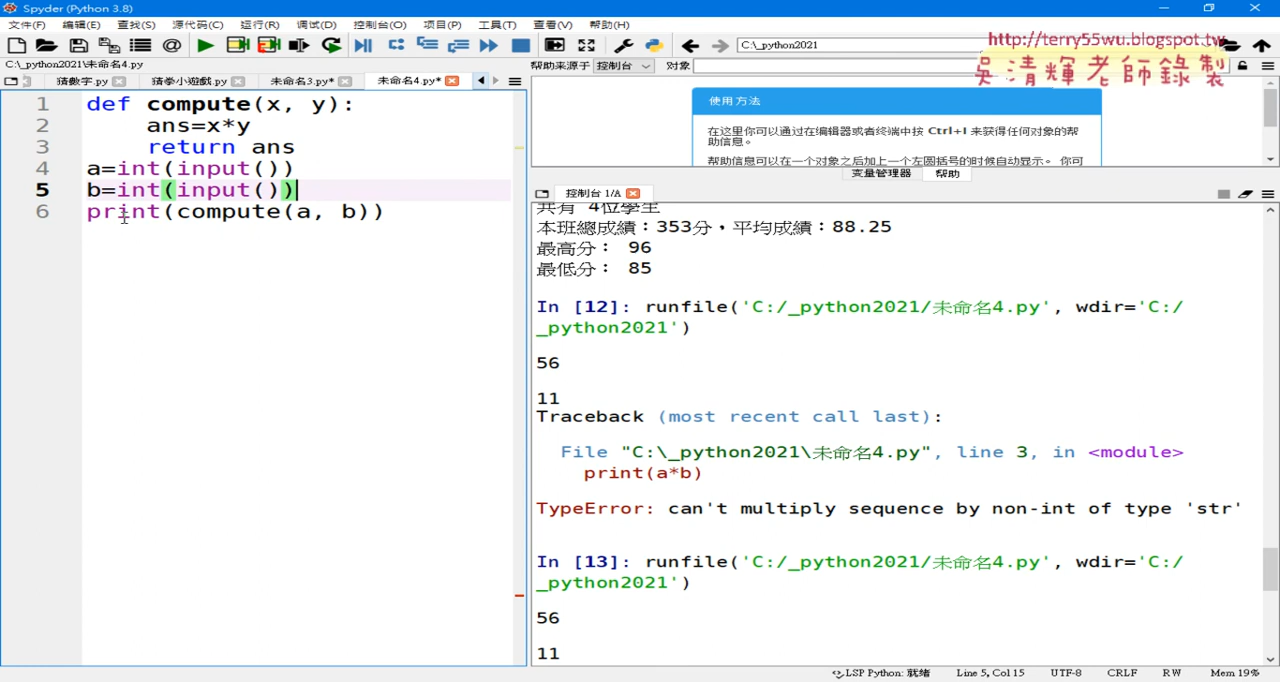 Spyder (Python 3.8)
文件(F) 编辑(E) 查找(S) 源代码(C) 运行(R) 调试(D) 控制台(O) 项目(P) 工具(T) 查看(V) 帮助(H)
C:\_python2021
http://terry55wu.blogspot.tw
吳清輝老師錄製
C:\_python2021\未命名4.py
猜數字.py 猜拳小遊戲.py 未命名3.py* 未命名4.py*
帮助来源于 控制台 对象
1 def compute(x, y):
2 ans=x*y
3 return ans
4 a=int(input())
5 b=int(input())
6 print(compute(a, b))
使用方法
在这里你可以通过在编辑器或者终端中按 Ctrl+I 来获得任何对象的帮
助信息。
帮助信息可以在一个对象之后加上一个左圆括号的时候自动显示。 你可
变量管理器 帮助
控制台 1/A
共有 4位學生
本班總成績：353分，平均成績：88.25
最高分： 96
最低分： 85
In [12]: runfile('C:/_python2021/未命名4.py', wdir='C:/
_python2021')
56
11
Traceback (most recent call last):
File "C:\_python2021\未命名4.py", line 3, in <module>
print(a*b)
TypeError: can't multiply sequence by non-int of type 'str'
In [13]: runfile('C:/_python2021/未命名4.py', wdir='C:/
_python2021')
56
11
LSP Python: 就绪 Line 5, Col 15 UTF-8 CRLF RW Mem 19%